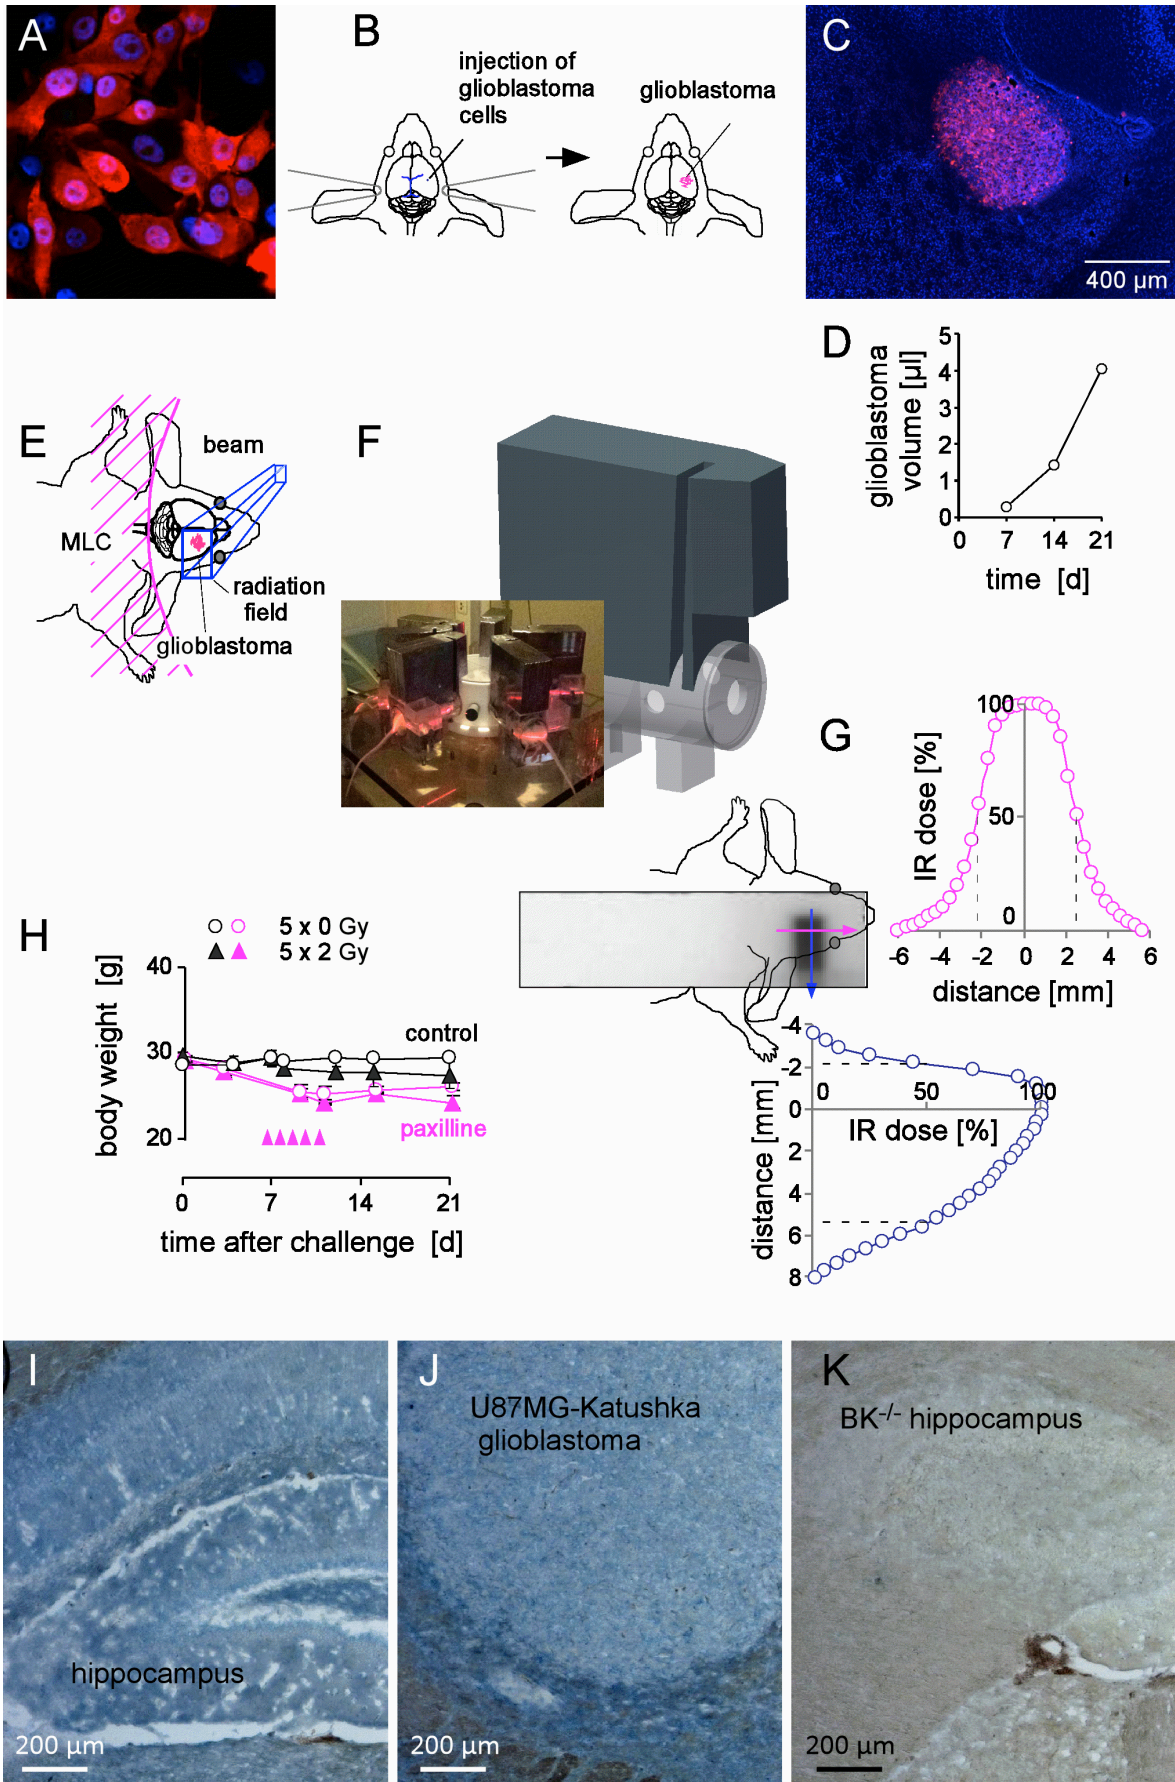 A
B
injection of
glioblastoma
cells
glioblastoma
C
400 µm
D
glioblastoma
volume [µl]
5
4
3
2
1
0
0 7 14 21
time [d]
E
beam
MLC
radiation
field
glioblastoma
F
G
IR dose [%]
100
50
0
-6 -4 -2 0 2 4 6
distance [mm]
H
5 x 0 Gy
5 x 2 Gy
body weight [g]
40
30
20
control
paxilline
0 7 14 21
time after challenge [d]
distance [mm]
-4
-2
0
2
4
6
8
0 50 100
IR dose [%]
I
hippocampus
200 µm
J
U87MG-Katushka
glioblastoma
200 µm
K
BK-/- hippocampus
200 µm